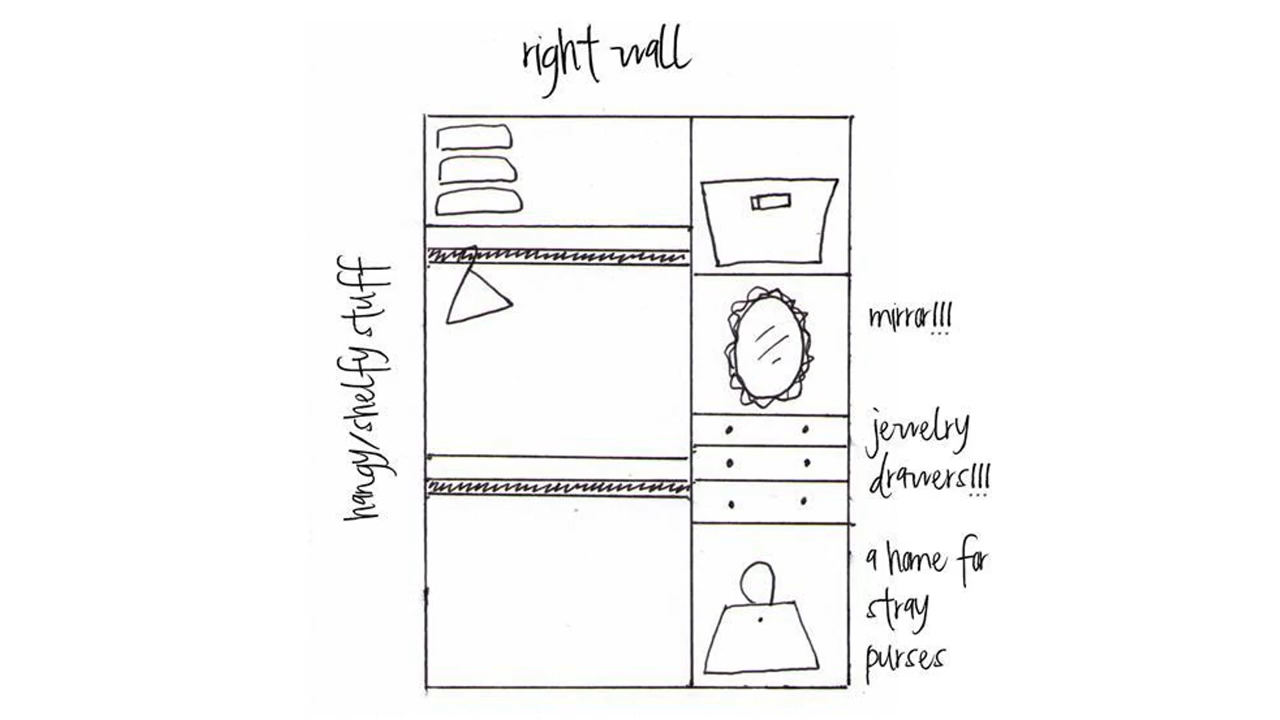 right wall
hangy/shelfy stuff
mirror!!!
jewelry
drawers!!!
a home for
stray
purses